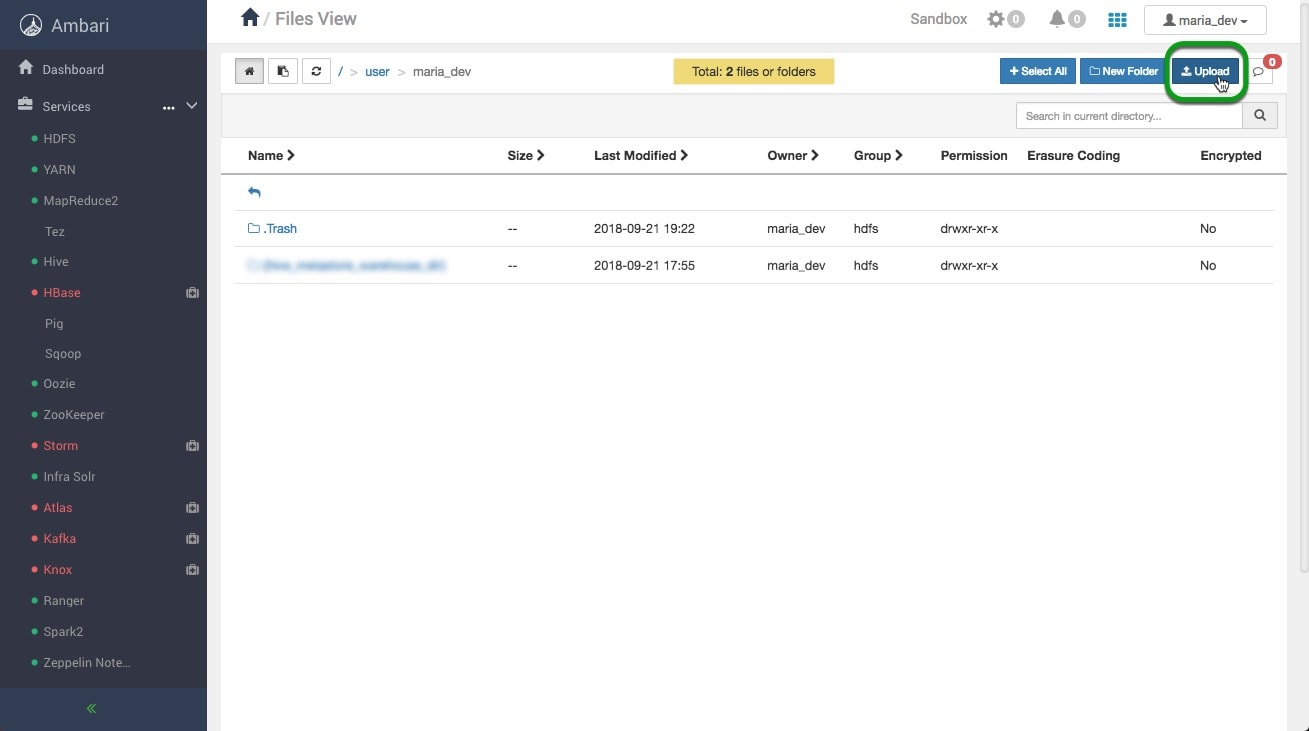 Ambari
/ Files View
Sandbox 0 0 maria_dev
Dashboard
Services ...
HDFS
YARN
MapReduce2
Tez
Hive
HBase
Pig
Sqoop
Oozie
ZooKeeper
Storm
Infra Solr
Atlas
Kafka
Knox
Ranger
Spark2
Zeppelin Note...
/ > user > maria_dev
Total: 2 files or folders
+ Select All New Folder Upload 0
Search in current directory...
Name Size Last Modified Owner Group Permission Erasure Coding Encrypted
.Trash -- 2018-09-21 19:22 maria_dev hdfs drwxr-xr-x No
-- 2018-09-21 17:55 maria_dev hdfs drwxr-xr-x No